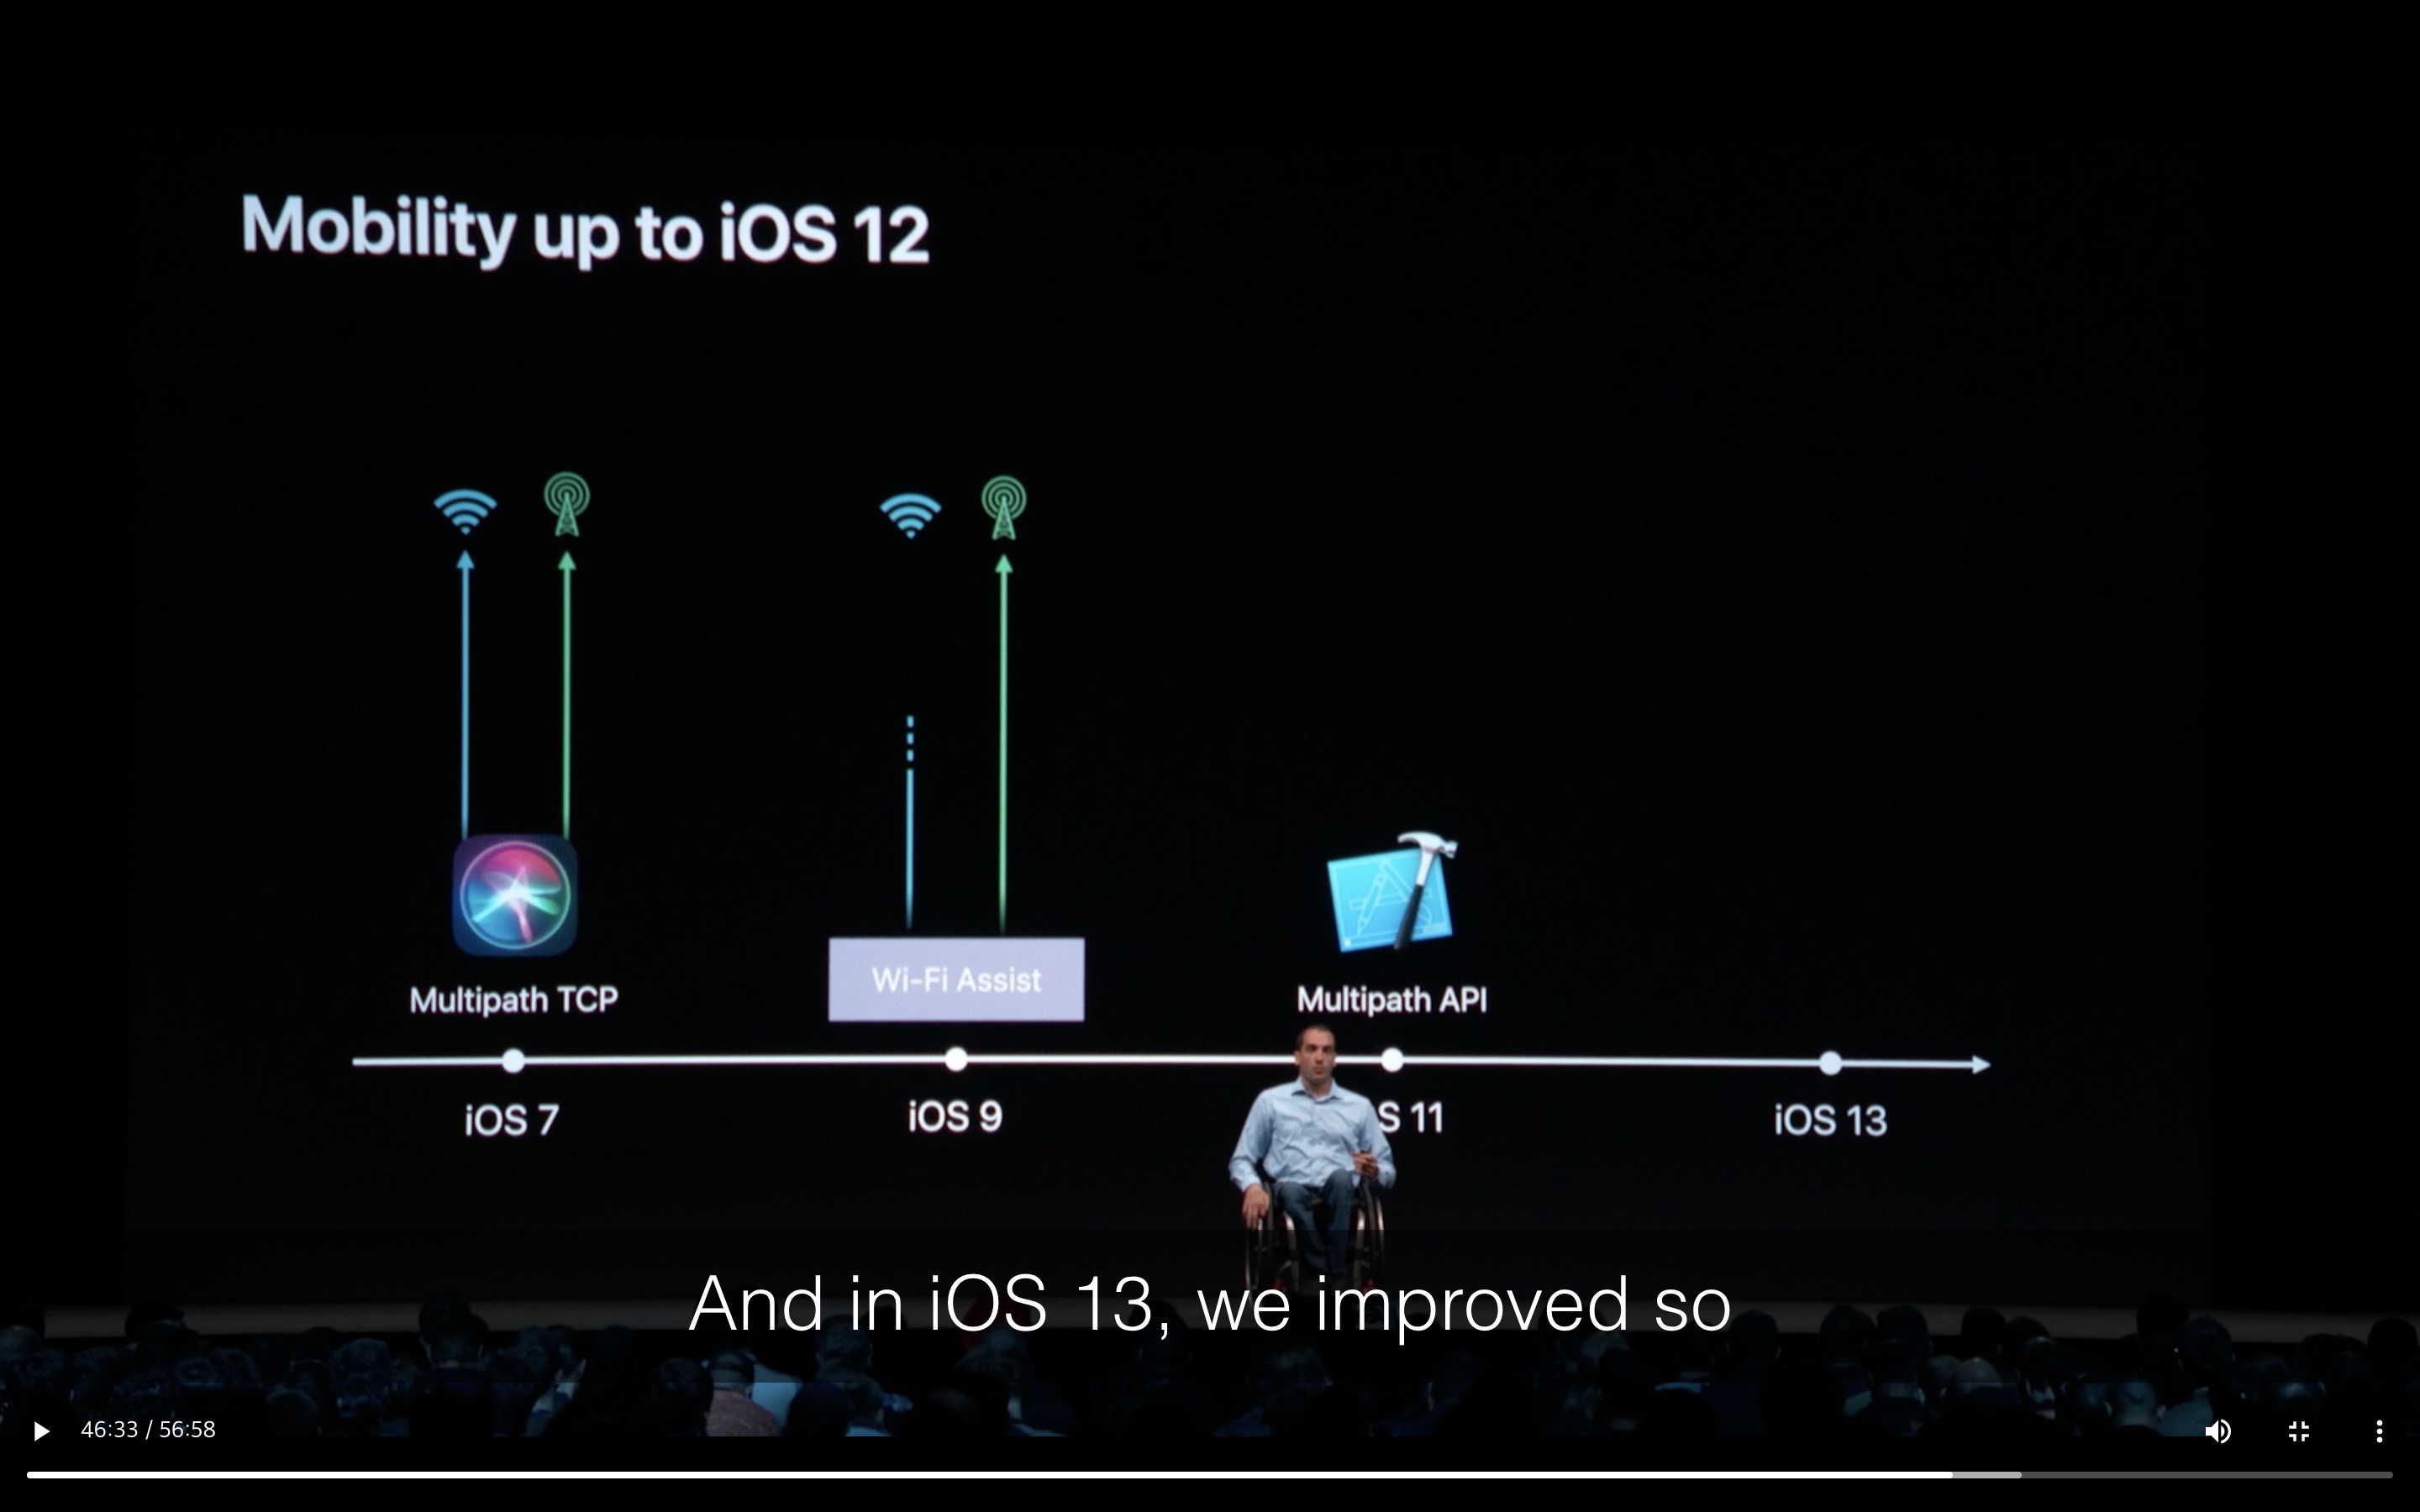 Mobility up to iOS 12
Wi-Fi Assist
Multipath TCP
Multipath API
iOS 7
iOS 9
S 11
iOS 13
And in iOS 13, we improved so
46:33 / 56:58